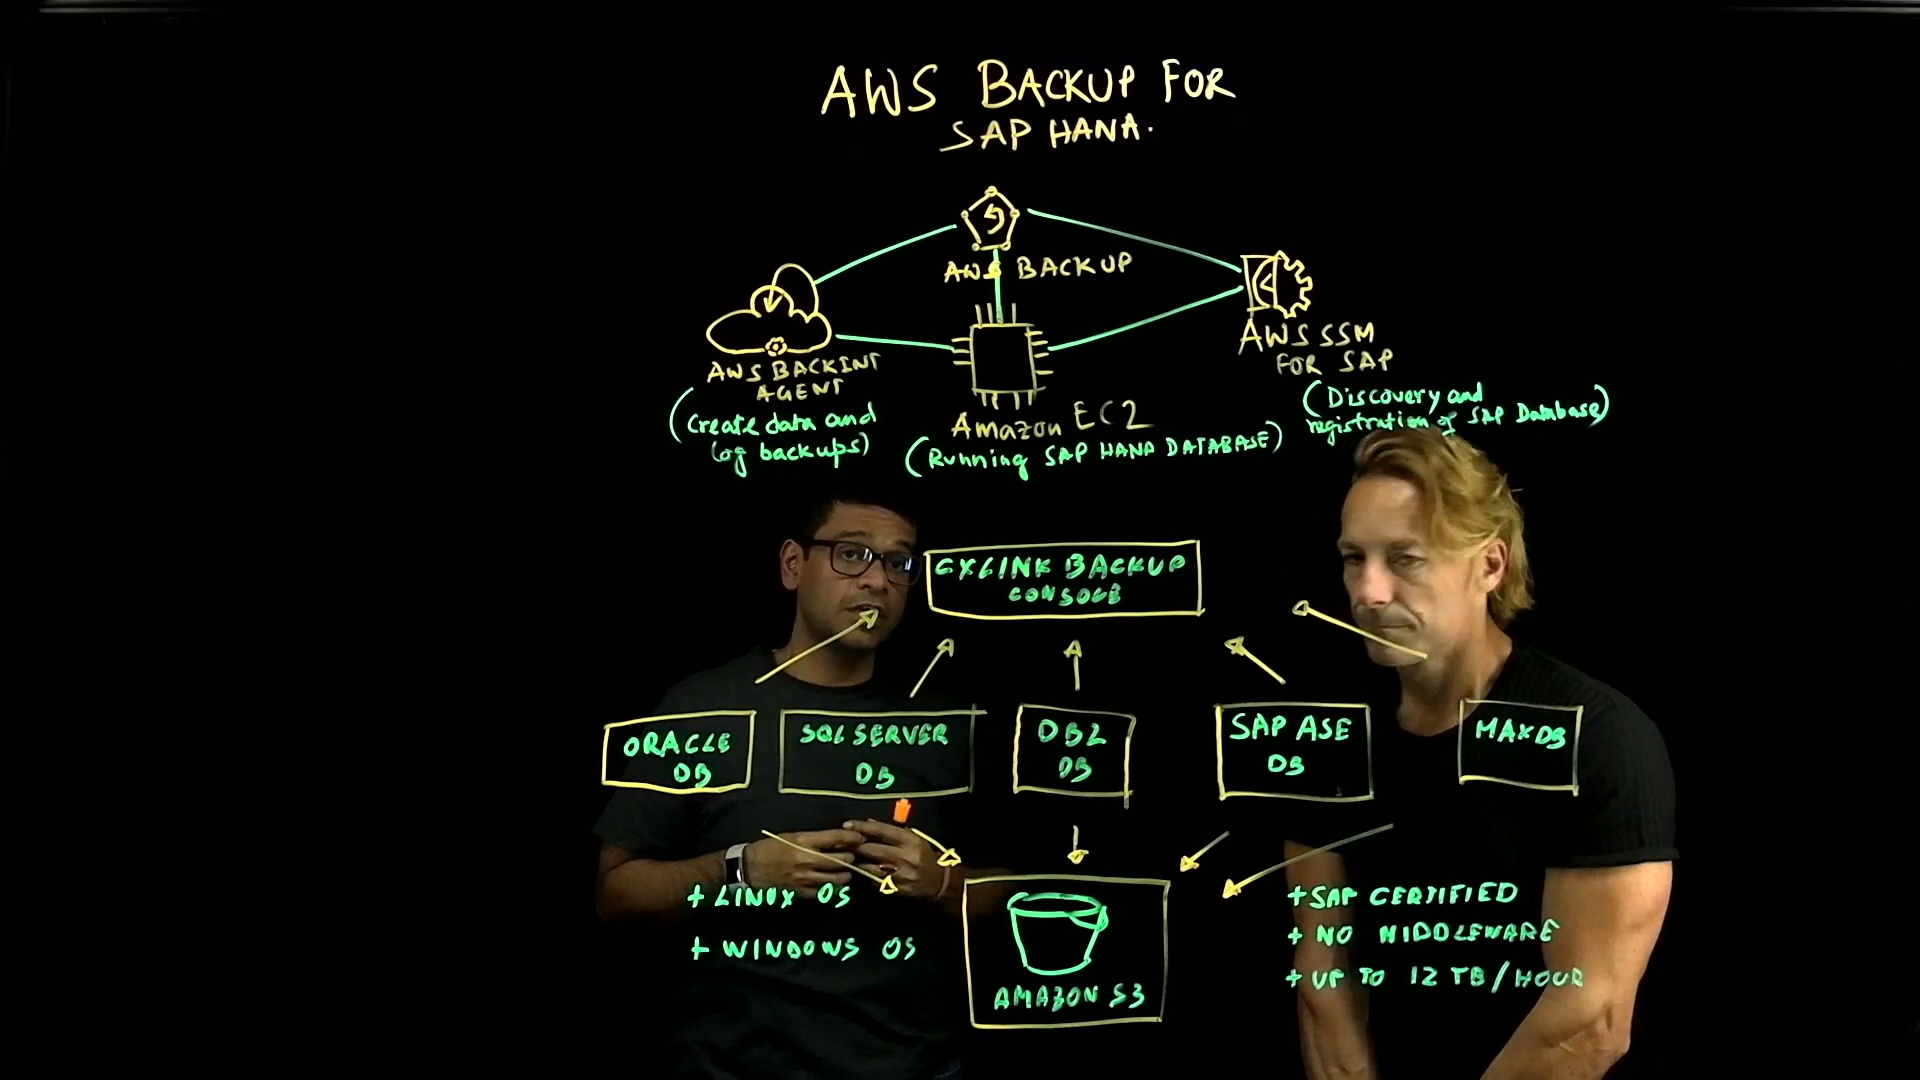 AWS BACKUP FOR
SAP HANA.
AWS BACKUP
AWS BACKINT
AGENT
(Create data and
log backups)
Amazon EC2
(Running SAP HANA DATABASE)
AWS SSM
FOR SAP
(Discovery and
registration of SAP Database)
CXLINK BACKUP
CONSOLE
ORACLE
DB
SQL SERVER
DB
DB2
DB
SAP ASE
DB
MAXDB
+ LINUX OS
+ WINDOWS OS
AMAZON S3
+ SAP CERTIFIED
+ NO MIDDLEWARE
+ UP TO 12 TB/HOUR